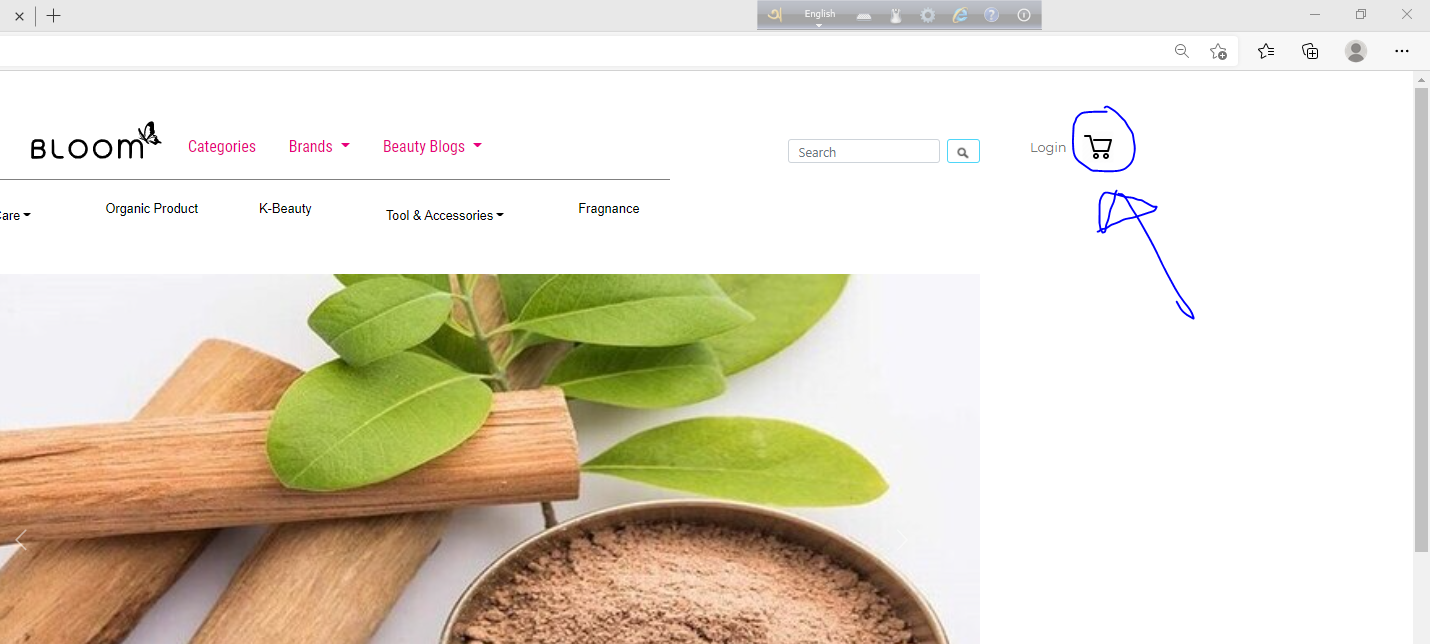 English
BLOOM Categories Brands Beauty Blogs Search Login
Care Organic Product K-Beauty Tool & Accessories Fragnance